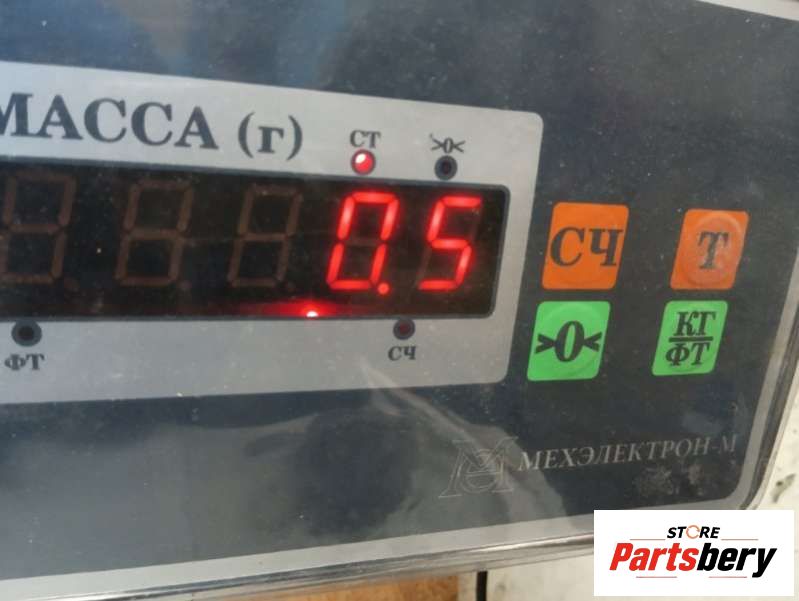 МАССА (г)
СТ >0<
0.5
ФТ СЧ
СЧ Т
>0< КГ
ФТ
МЕХЭЛЕКТРОН-М
STORE
Partsbery